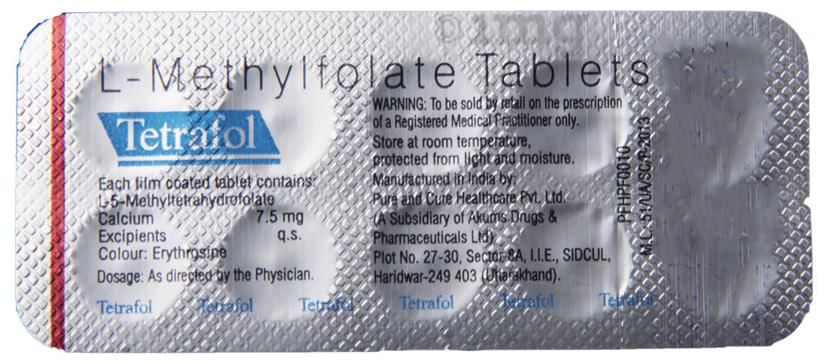 1mg
L-Methylfolate Tablets
Tetrafol
Each film coated tablet contains:
L-5-Methyltetrahydrofolate
Calcium 7.5 mg
Excipients q.s.
Colour: Erythrosine
Dosage: As directed by the Physician.
WARNING: To be sold by retail on the prescription
of a Registered Medical Practitioner only.
Store at room temperature,
protected from light and moisture.
Manufactured in India by:
Pure and Cure Healthcare Pvt. Ltd.
(A Subsidiary of Akums Drugs &
Pharmaceuticals Ltd)
Plot No. 27-30, Sector-8A, I.I.E., SIDCUL,
Haridwar-249 403 (Uttarakhand).
PFHPF0010
M.L. 51/UA/SC/P-2013
Tetrafol Tetrafol Tetrafol Tetrafol Tetrafol Tetrafol